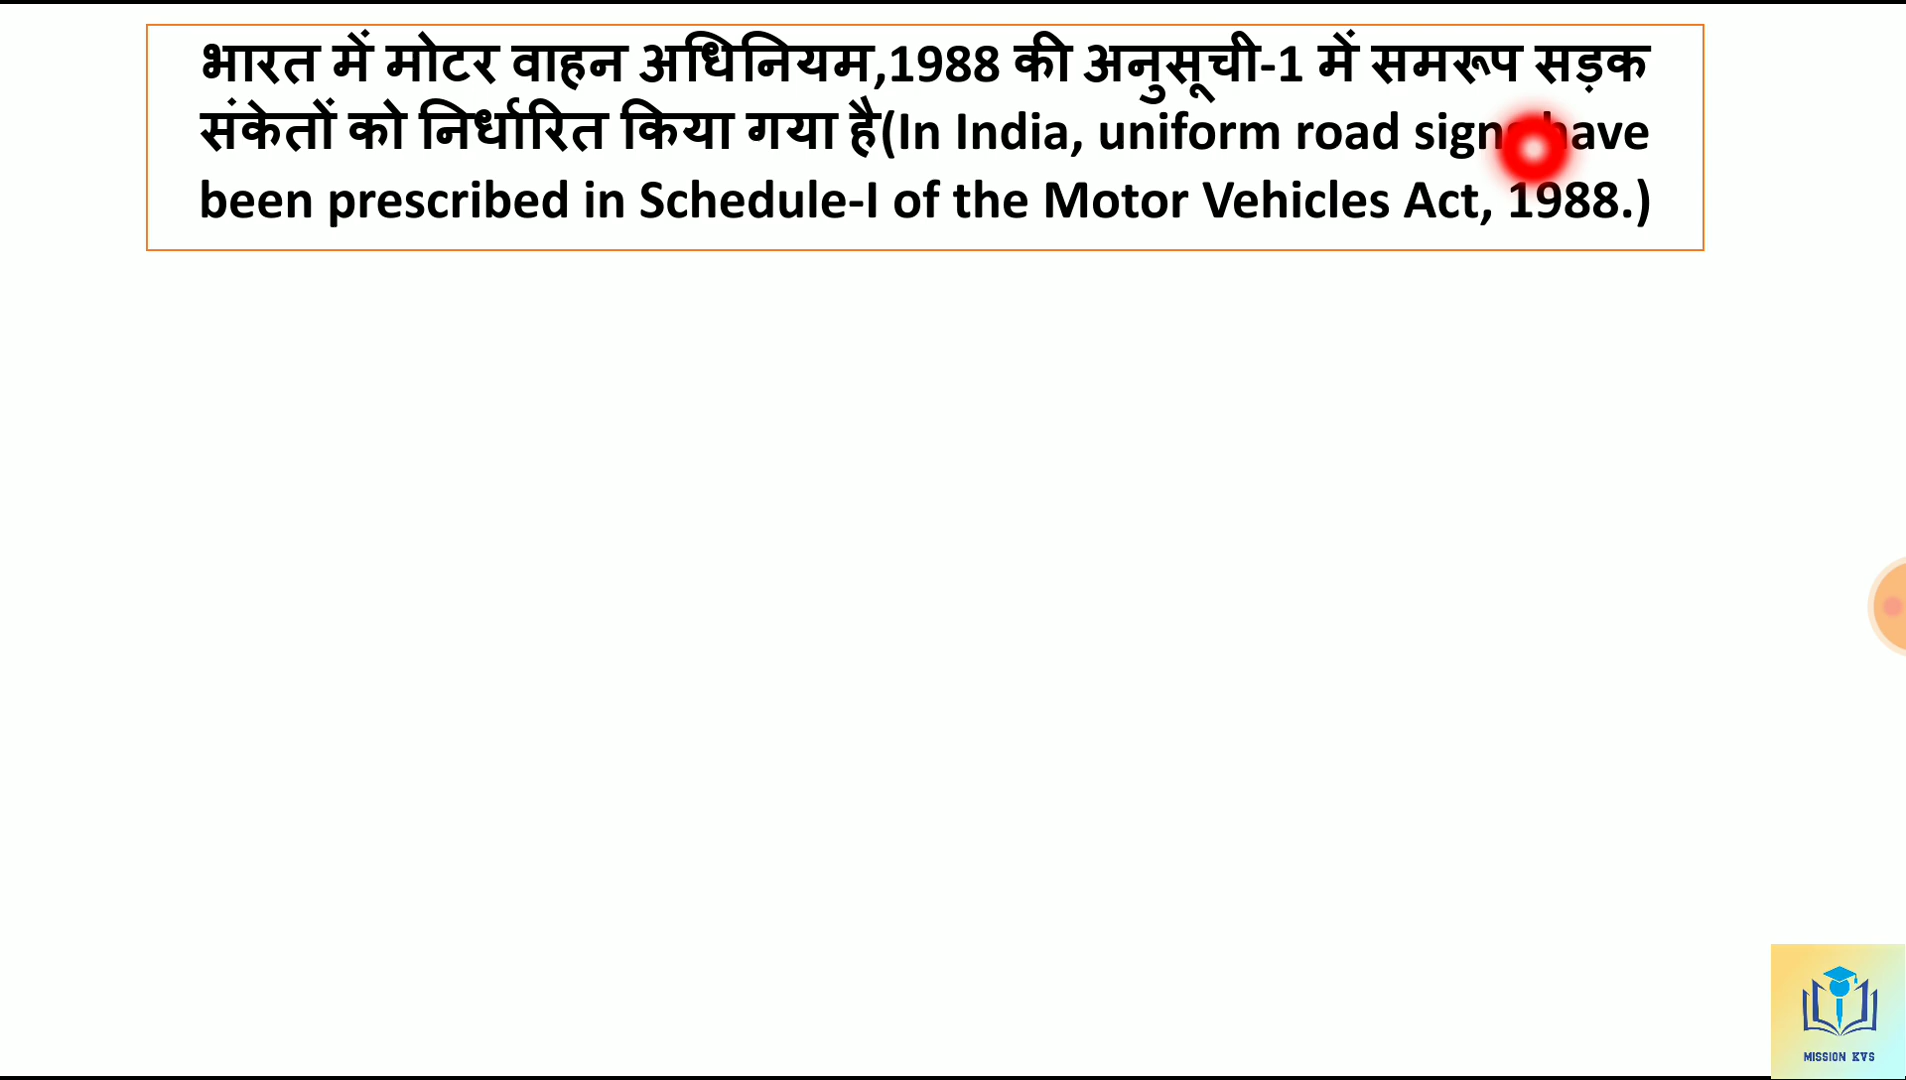 भारत में मोटर वाहन अधिनियम,1988 की अनुसूची-1 में समरूप सड़क
संकेतों को निर्धारित किया गया है(In India, uniform road signs have
been prescribed in Schedule-I of the Motor Vehicles Act, 1988.)
MISSION KVS